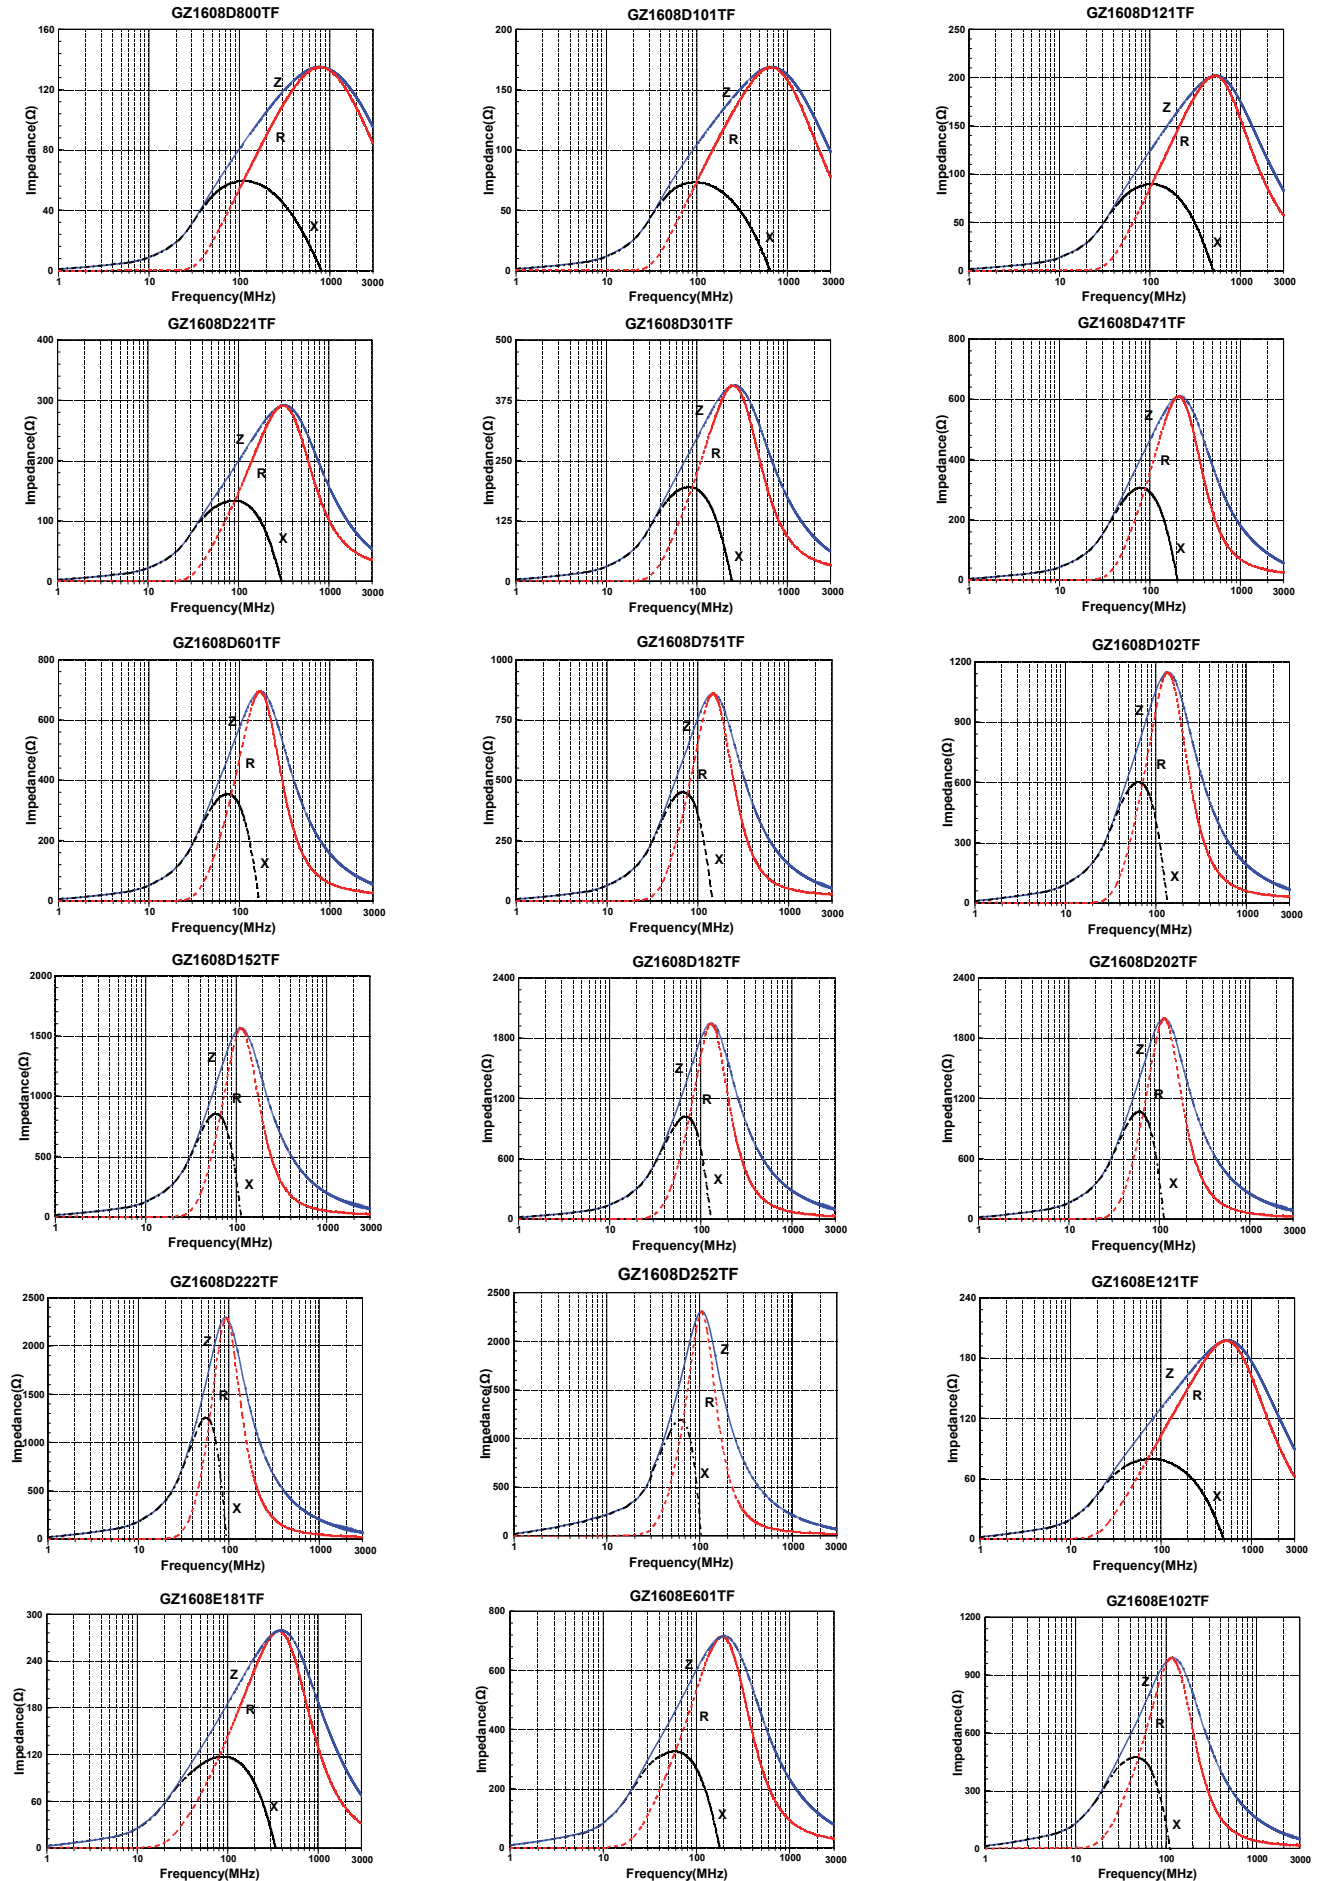 GZ1608D800TF
160
120
80
40
0
Impedance(Ω)
Z
R
X
1 10 100 1000 3000
Frequency(MHz)
GZ1608D101TF
200
150
100
50
0
Impedance(Ω)
Z
R
X
1 10 100 1000 3000
Frequency(MHz)
GZ1608D121TF
250
200
150
100
50
0
Impedance(Ω)
Z
R
X
1 10 100 1000 3000
Frequency(MHz)
GZ1608D221TF
400
300
200
100
0
Impedance(Ω)
Z
R
X
1 10 100 1000 3000
Frequency(MHz)
GZ1608D301TF
500
375
250
125
0
Impedance(Ω)
Z
R
X
1 10 100 1000 3000
Frequency(MHz)
GZ1608D471TF
800
600
400
200
0
Impedance(Ω)
Z
R
X
1 10 100 1000 3000
Frequency(MHz)
GZ1608D601TF
800
600
400
200
0
Impedance(Ω)
Z
R
X
1 10 100 1000 3000
Frequency(MHz)
GZ1608D751TF
1000
750
500
250
0
Impedance(Ω)
Z
R
X
1 10 100 1000 3000
Frequency(MHz)
GZ1608D102TF
1200
900
600
300
0
Impedance(Ω)
Z
R
X
1 10 100 1000 3000
Frequency(MHz)
GZ1608D152TF
2000
1500
1000
500
0
Impedance(Ω)
Z
R
X
1 10 100 1000 3000
Frequency(MHz)
GZ1608D182TF
2400
1800
1200
600
0
Impedance(Ω)
Z
R
X
1 10 100 1000 3000
Frequency(MHz)
GZ1608D202TF
2400
1800
1200
600
0
Impedance(Ω)
Z
R
X
1 10 100 1000 3000
Frequency(MHz)
GZ1608D222TF
2500
2000
1500
1000
500
0
Impedance(Ω)
Z
R
X
1 10 100 1000 3000
Frequency(MHz)
GZ1608D252TF
2500
2000
1500
1000
500
0
Impedance(Ω)
Z
R
X
1 10 100 1000 3000
Frequency(MHz)
GZ1608E121TF
240
180
120
60
0
Impedance(Ω)
Z
R
X
1 10 100 1000 3000
Frequency(MHz)
GZ1608E181TF
300
240
180
120
60
0
Impedance(Ω)
Z
R
X
1 10 100 1000 3000
Frequency(MHz)
GZ1608E601TF
800
600
400
200
0
Impedance(Ω)
Z
R
X
1 10 100 1000 3000
Frequency(MHz)
GZ1608E102TF
1200
900
600
300
0
Impedance(Ω)
Z
R
X
1 10 100 1000 3000
Frequency(MHz)